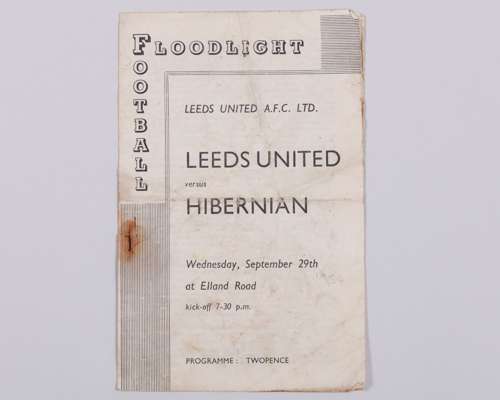 FLOODLIGHT
FOOTBALL
LEEDS UNITED A.F.C. LTD.
LEEDS UNITED
versus
HIBERNIAN
Wednesday, September 29th
at Elland Road
kick-off 7-30 p.m.
PROGRAMME: TWOPENCE